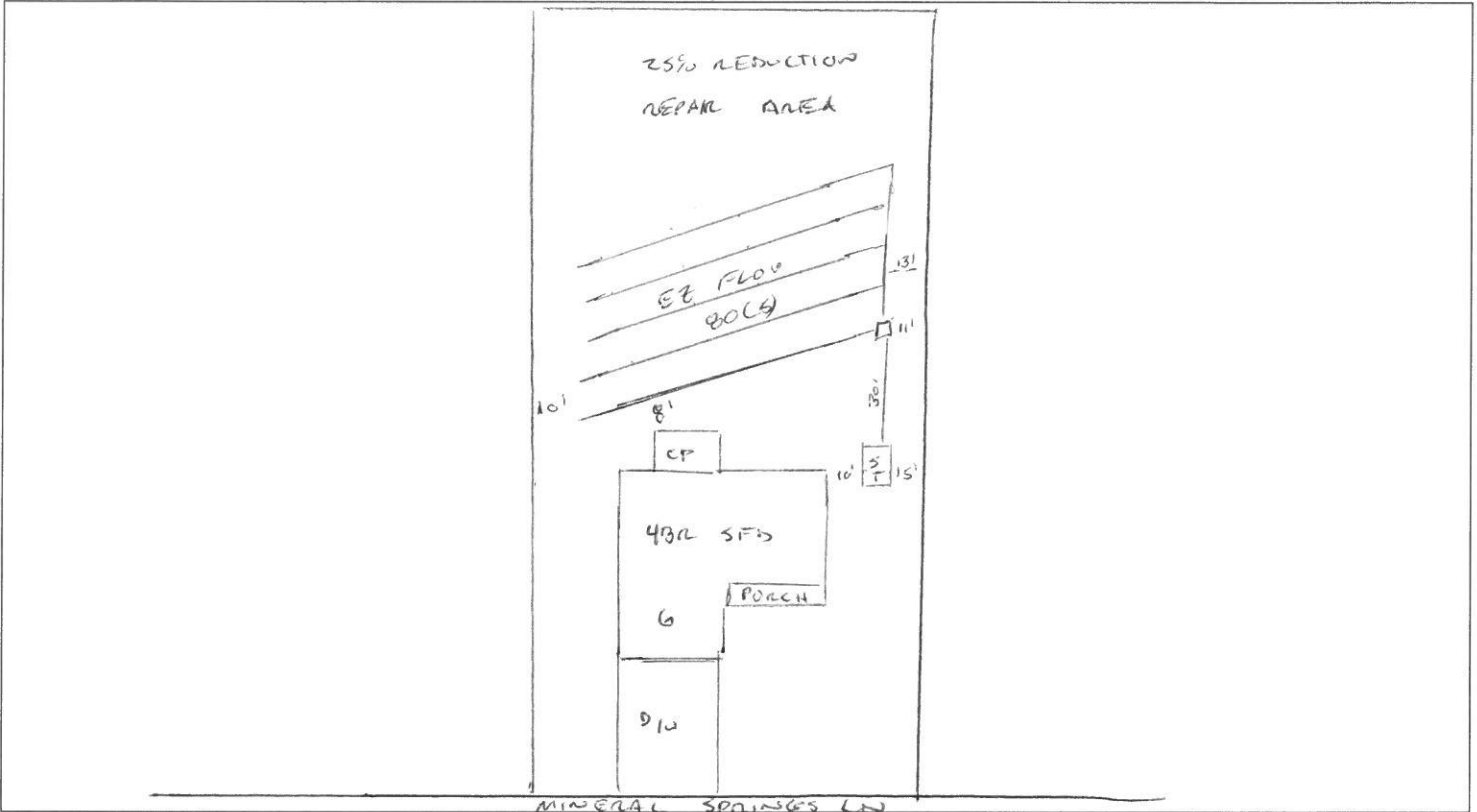 25% REDUCTION
REPAIR AREA
EZ FLOW
80(5)
13'
11'
30'
10'
8'
CP
10'
ST
15'
4BR SFD
PORCH
G
D/W
MINERAL SPRINGS LN